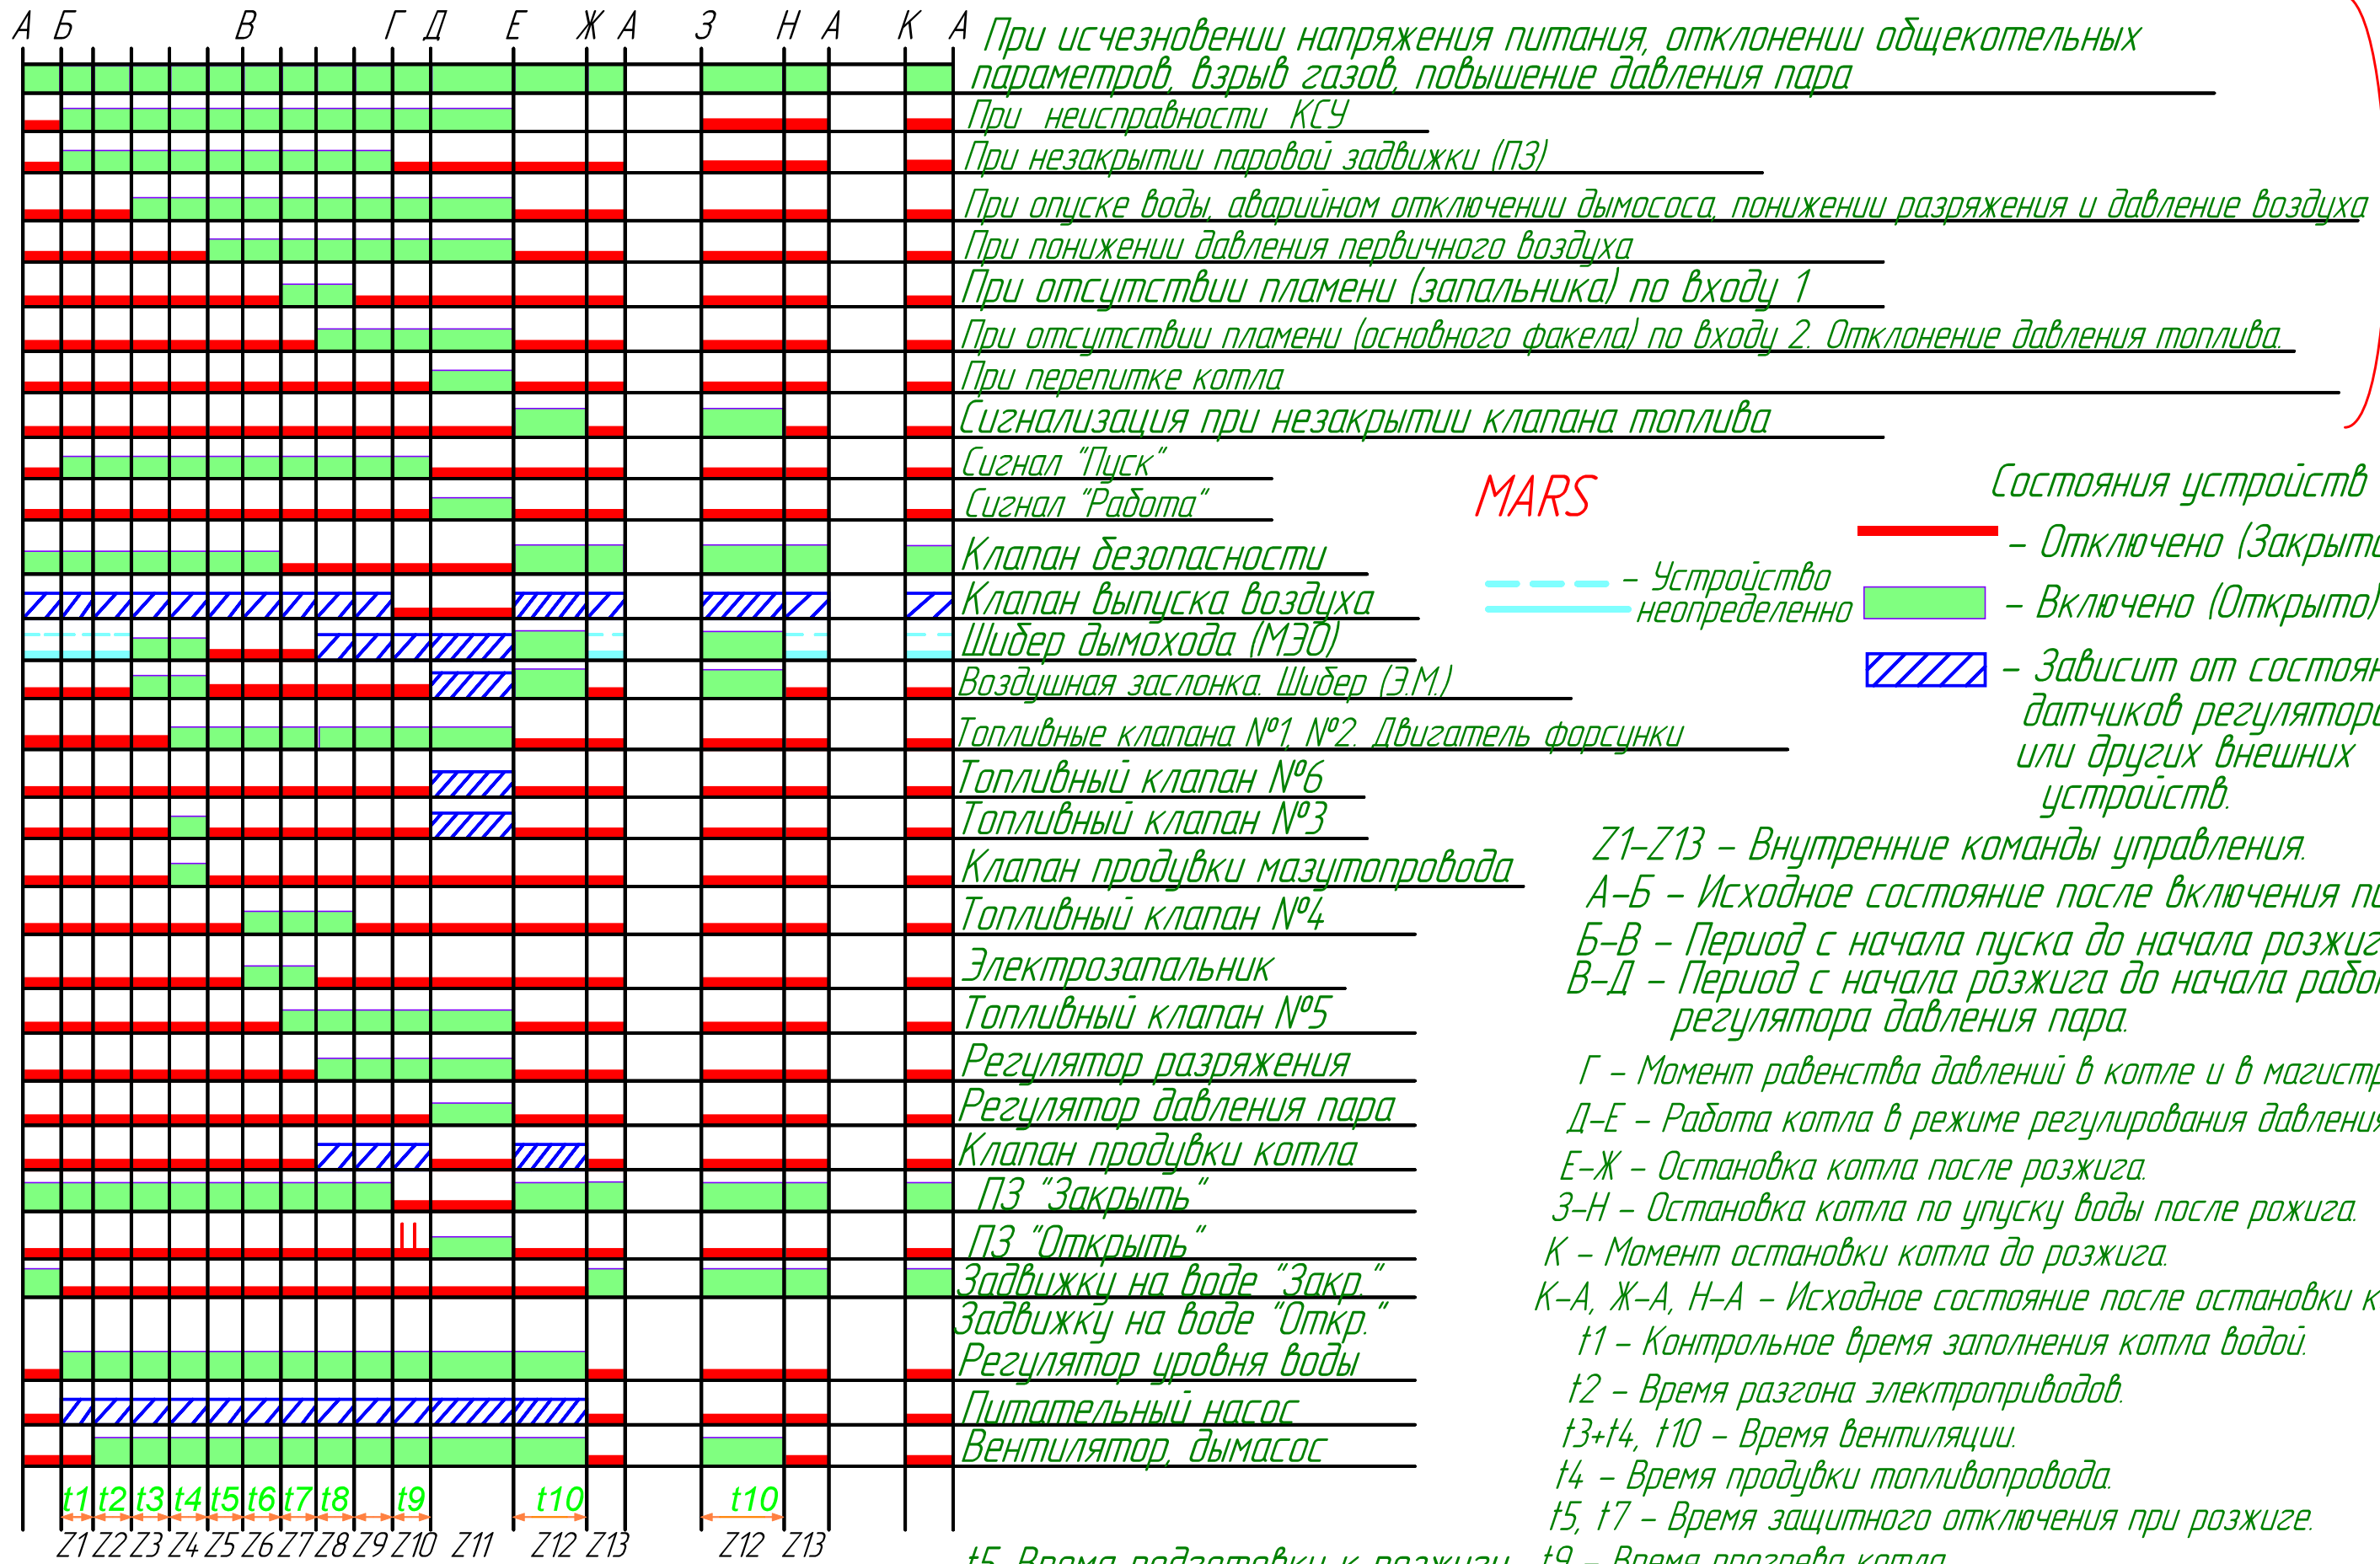 А Б В Г Д Е Ж А З Н А К А
При исчезновении напряжения питания, отклонении общекотельных
параметров, взрыв газов, повышение давления пара
При неисправности КСУ
При незакрытии паровой задвижки (ПЗ)
При опуске воды, аварийном отключении дымососа, понижении разряжения и давление воздуха
При понижении давления первичного воздуха
При отсутствии пламени (запальника) по входу 1
При отсутствии пламени (основного факела) по входу 2. Отклонение давления топлива.
При перепитке котла
Сигнализация при незакрытии клапана топлива
Сигнал "Пуск"
Сигнал "Работа"
Клапан безопасности
Клапан выпуска воздуха
Шибер дымохода (МЭО)
Воздушная заслонка. Шибер (Э.М.)
Топливные клапана №1, №2. Двигатель форсунки
Топливный клапан №6
Топливный клапан №3
Клапан продувки мазутопровода
Топливный клапан №4
Электрозапальник
Топливный клапан №5
Регулятор разряжения
Регулятор давления пара
Клапан продувки котла
ПЗ "Закрыть"
ПЗ "Открыть"
Задвижку на воде "Закр."
Задвижку на воде "Откр."
Регулятор уровня воды
Питательный насос
Вентилятор, дымасос
MARS
– Устройство
неопределенно
Состояния устройств
– Отключено (Закрыто
– Включено (Открыто)
– Зависит от состоян
датчиков регулятор
или других внешних
устройств.
Z1–Z13 – Внутренние команды управления.
А–Б – Исходное состояние после включения п
Б–В – Период с начала пуска до начала розжиг
В–Д – Период с начала розжига до начала рабо
регулятора давления пара.
Г – Момент равенства давлений в котле и в магистр
Д–Е – Работа котла в режиме регулирования давления
Е–Ж – Остановка котла после розжига.
З–Н – Остановка котла по упуску воды после рожига.
К – Момент остановки котла до розжига.
К–А, Ж–А, Н–А – Исходное состояние после остановки к
t1 – Контрольное время заполнения котла водой.
t2 – Время разгона электроприводов.
t3+t4, t10 – Время вентиляции.
t4 – Время продувки топливопровода.
t5, t7 – Время защитного отключения при розжиге.
t5 Время подготовки к розжигу
t9 – Время прогрева котла
t1 t2 t3 t4 t5 t6 t7 t8 t9 t10 t10
Z1 Z2 Z3 Z4 Z5 Z6 Z7 Z8 Z9 Z10 Z11 Z12 Z13 Z12 Z13